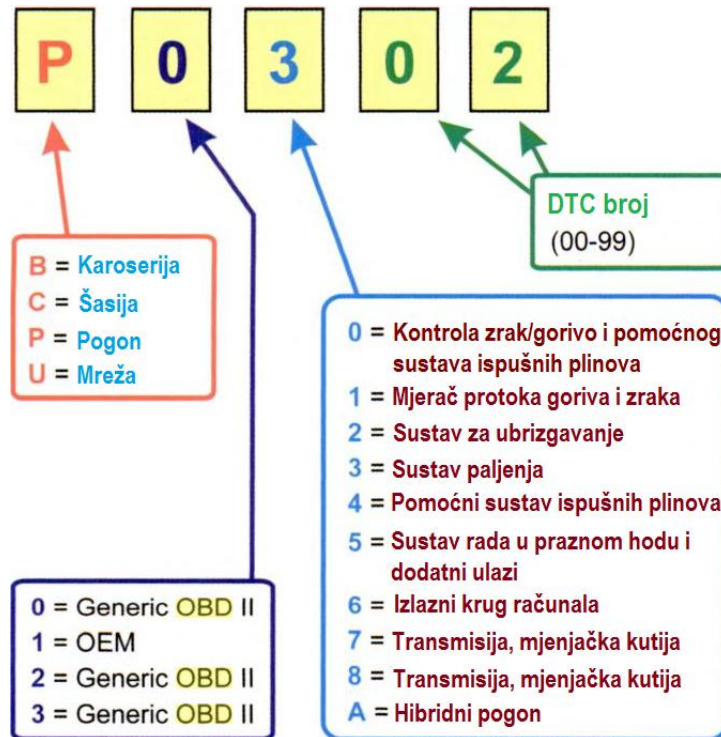 P 0 3 0 2
DTC broj
(00-99)
B = Karoserija
C = Šasija
P = Pogon
U = Mreža
0 = Kontrola zrak/gorivo i pomoćnog
sustava ispušnih plinova
1 = Mjerač protoka goriva i zraka
2 = Sustav za ubrizgavanje
3 = Sustav paljenja
4 = Pomoćni sustav ispušnih plinova
5 = Sustav rada u praznom hodu i
dodatni ulazi
6 = Izlazni krug računala
7 = Transmisija, mjenjačka kutija
8 = Transmisija, mjenjačka kutija
A = Hibridni pogon
0 = Generic OBD II
1 = OEM
2 = Generic OBD II
3 = Generic OBD II